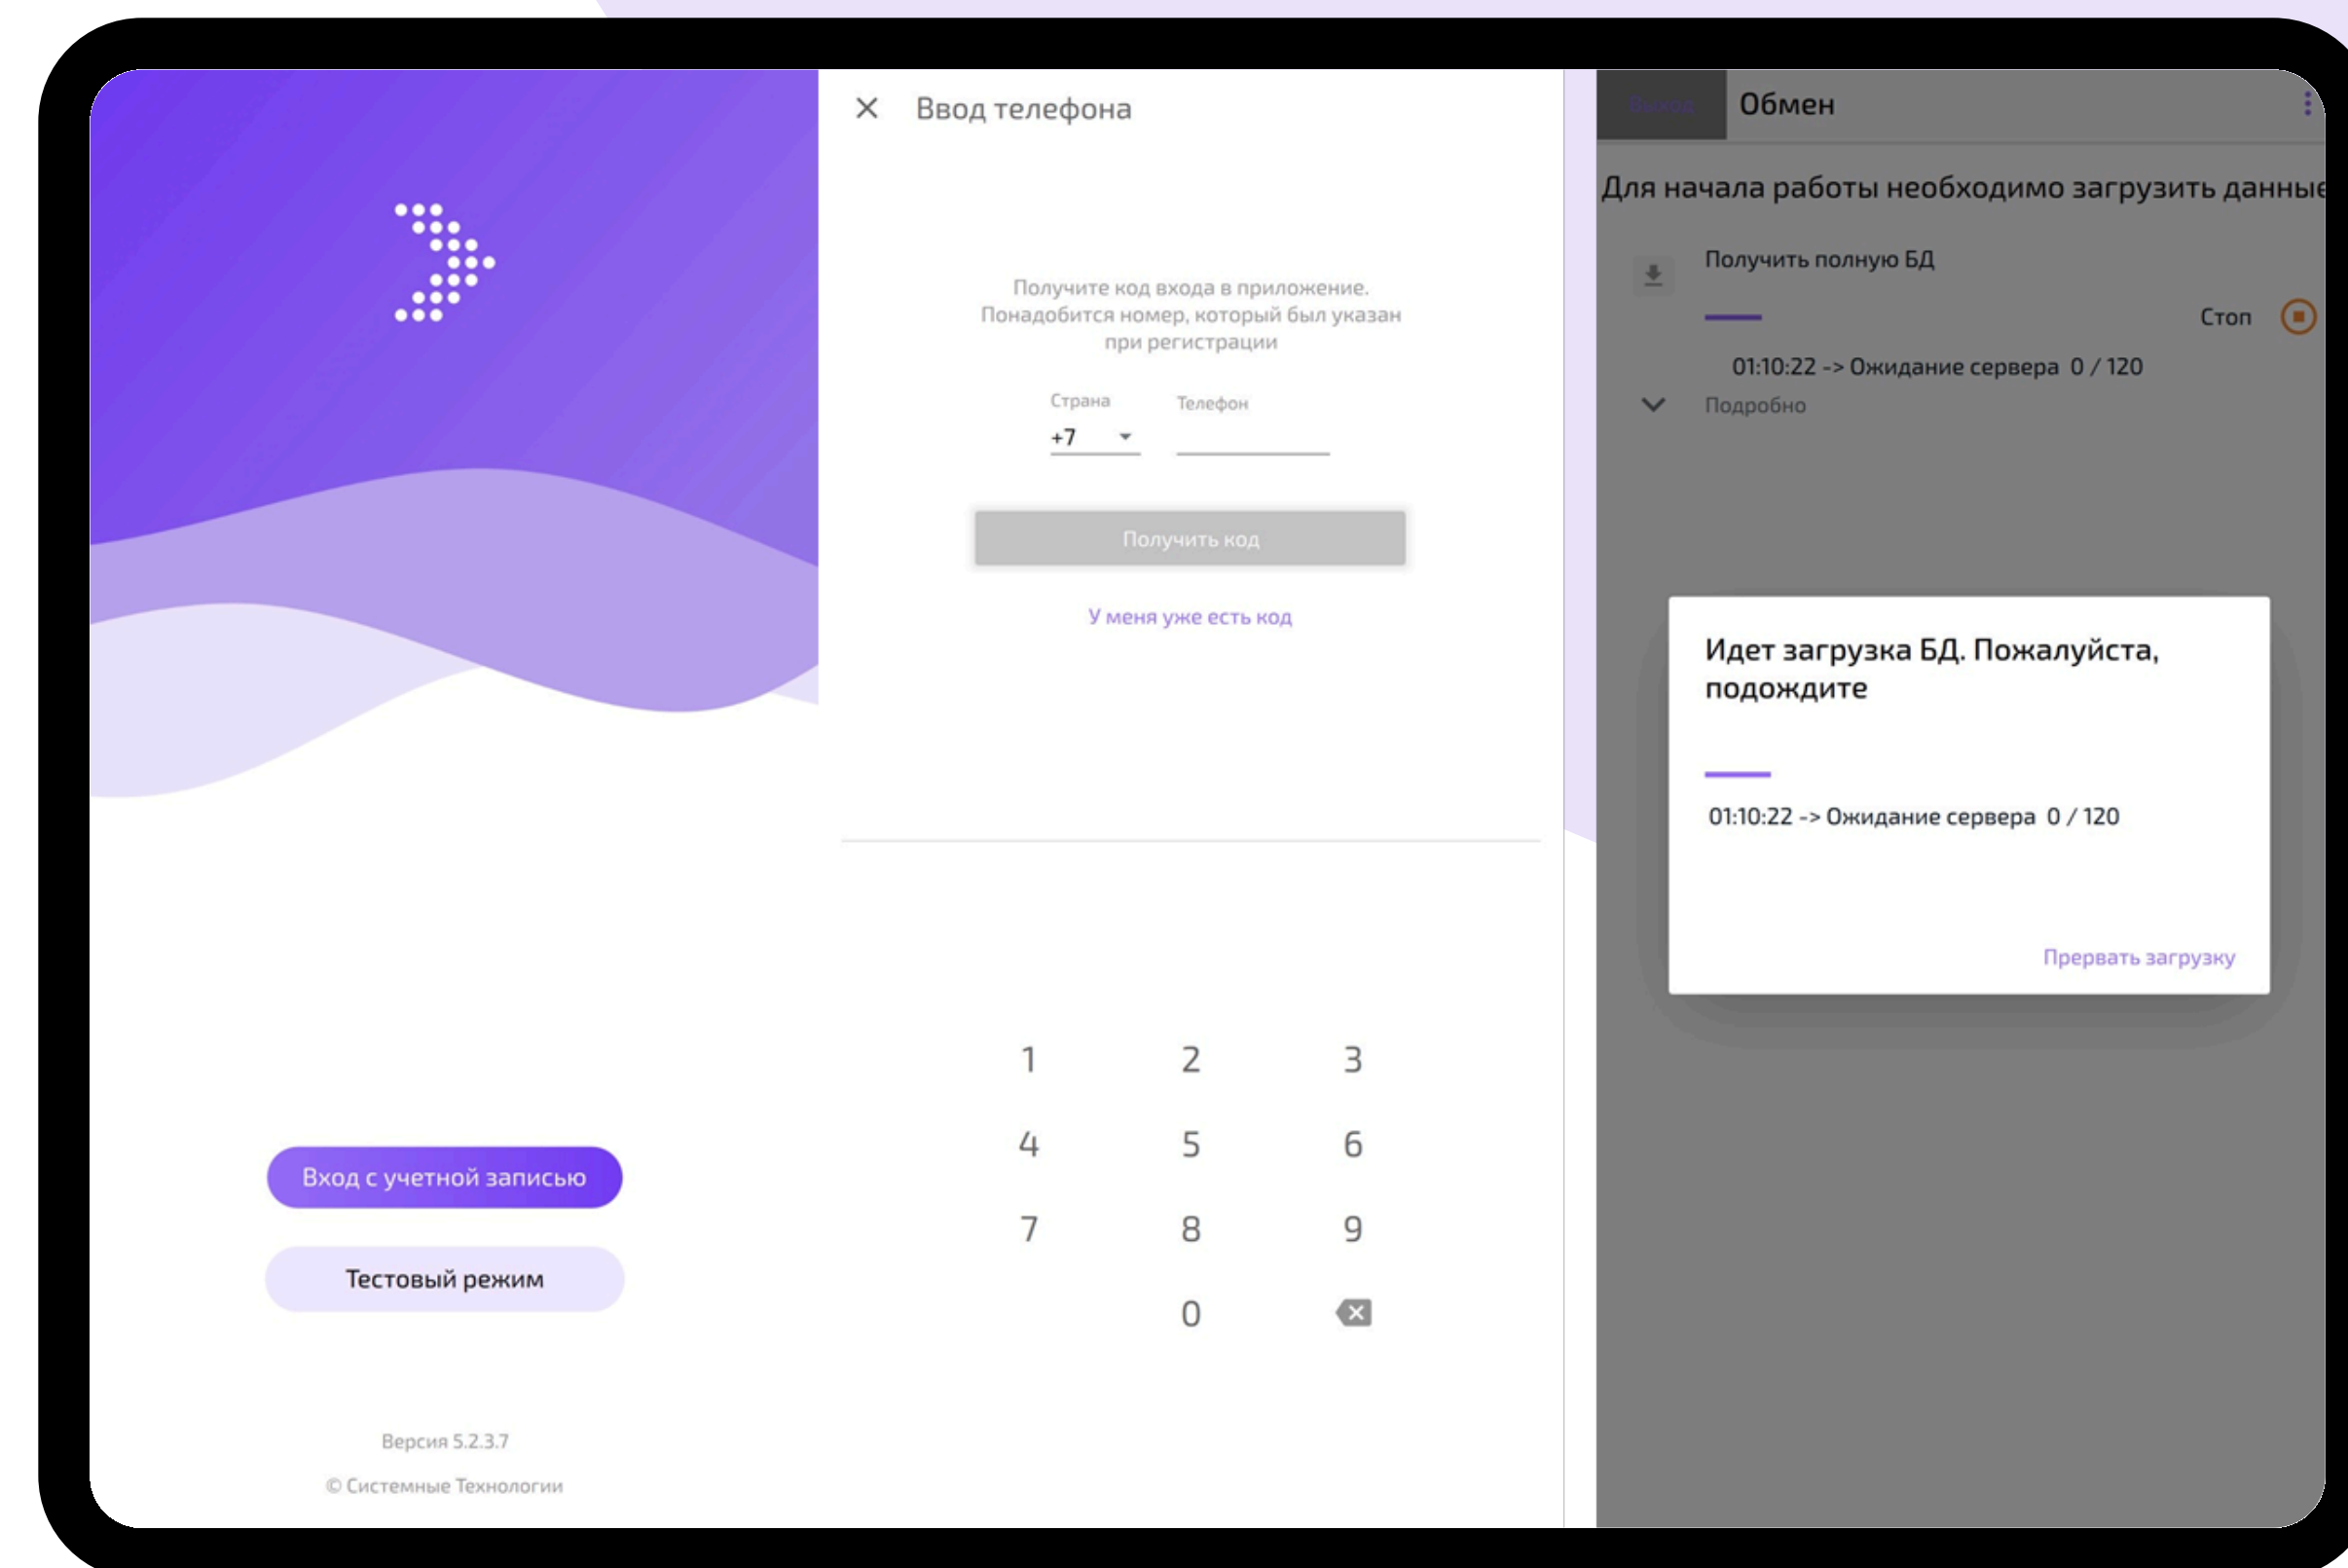 Вход с учетной записью
Тестовый режим
Версия 5.2.3.7
© Системные Технологии
Ввод телефона
Получите код входа в приложение.
Понадобится номер, который был указан
при регистрации
Страна
Телефон
+7
Получить код
У меня уже есть код
1 2 3
4 5 6
7 8 9
0
Выход
Обмен
Для начала работы необходимо загрузить данные
Получить полную БД
Стоп
01:10:22 -> Ожидание сервера 0 / 120
Подробно
Идет загрузка БД. Пожалуйста,
подождите
01:10:22 -> Ожидание сервера 0 / 120
Прервать загрузку